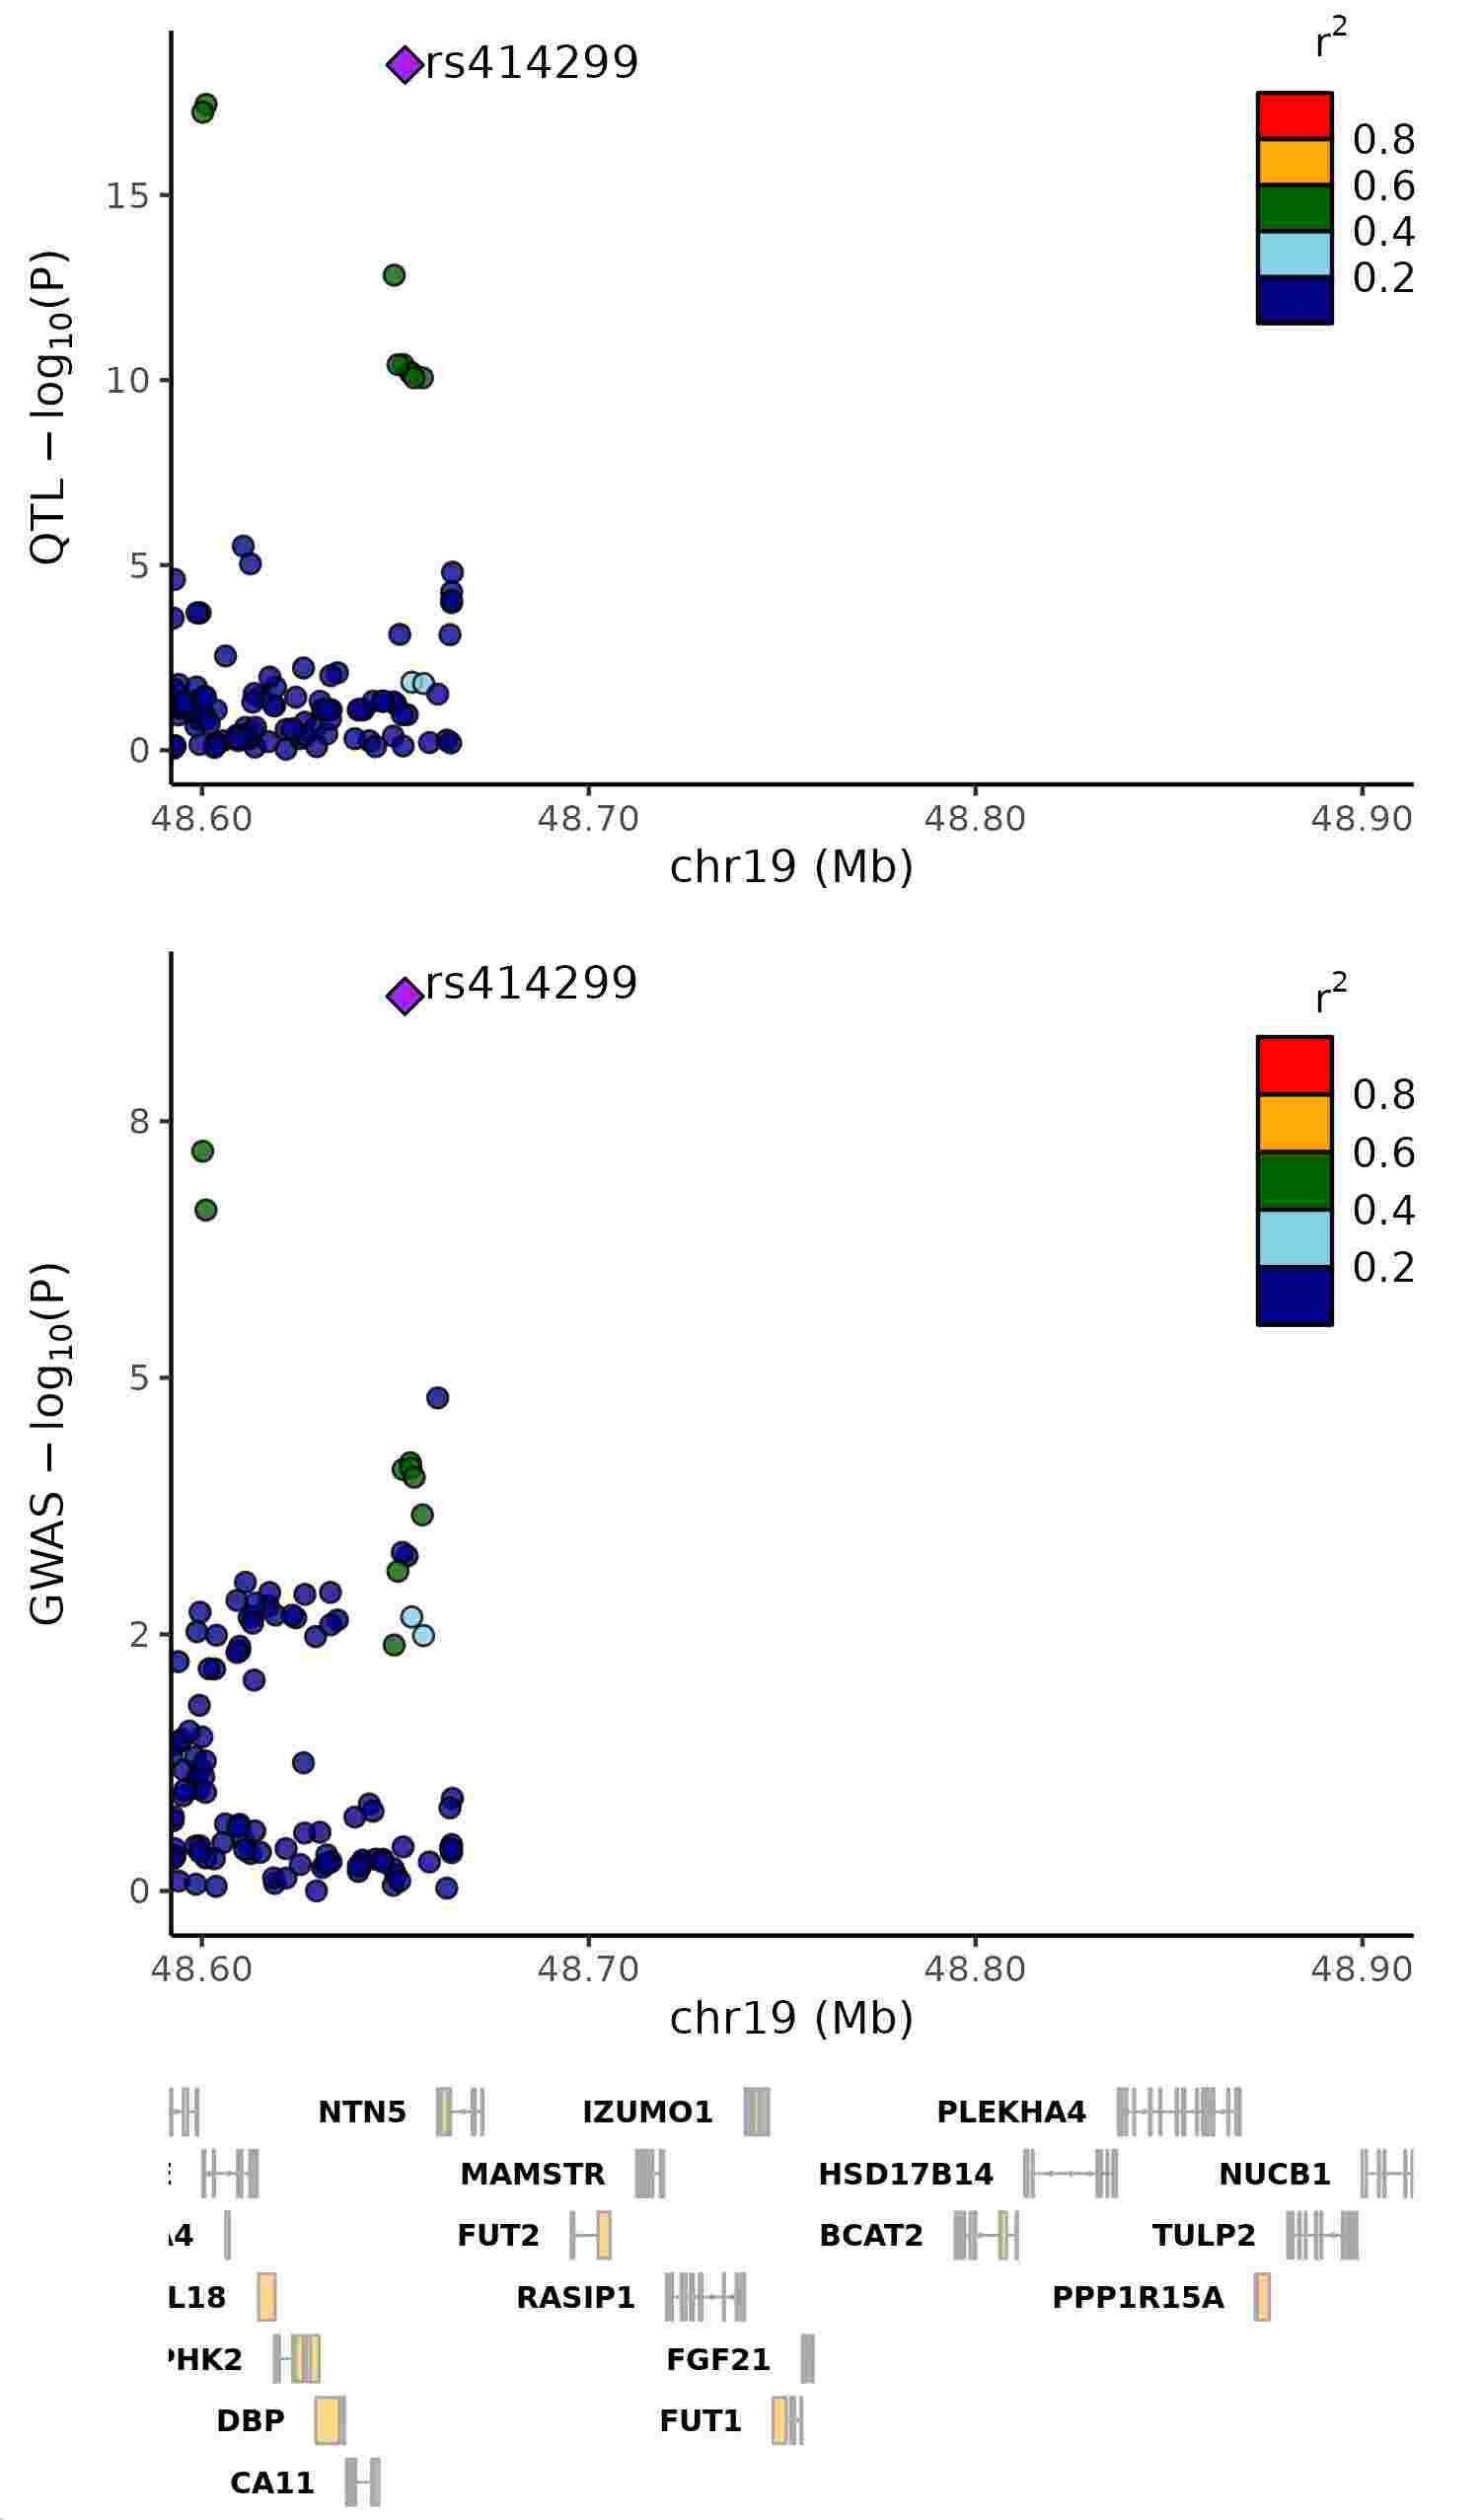 r2
rs414299
0.8
0.6
0.4
0.2
15
10
5
0
QTL −log10(P)
48.60 48.70 48.80 48.90
chr19 (Mb)
r2
rs414299
0.8
0.6
0.4
0.2
8
5
2
0
GWAS −log10(P)
48.60 48.70 48.80 48.90
chr19 (Mb)
NTN5 IZUMO1 PLEKHA4
MAMSTR HSD17B14 NUCB1
4 FUT2 BCAT2 TULP2
L18 RASIP1 PPP1R15A
PHK2 FGF21
DBP FUT1
CA11